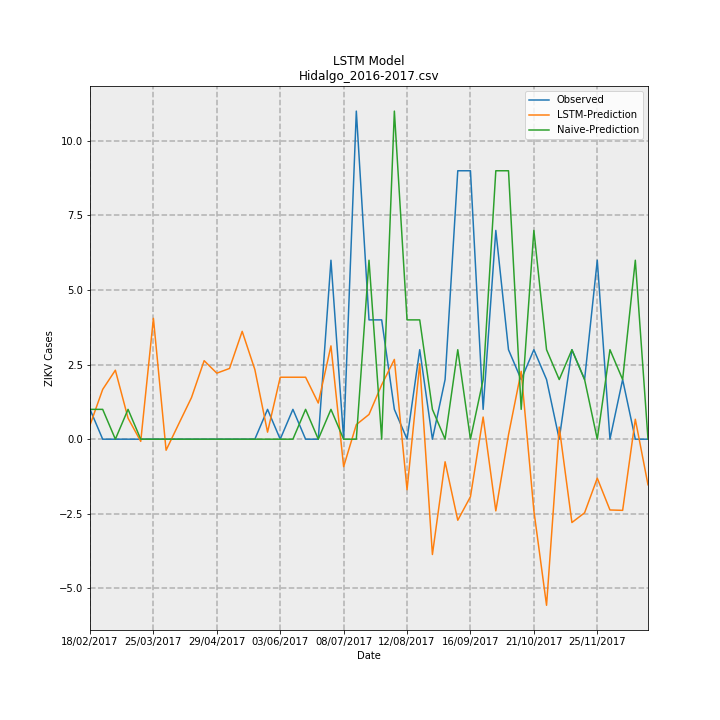 LSTM Model
Hidalgo_2016-2017.csv
Observed
LSTM-Prediction
Naive-Prediction
ZIKV Cases
10.0
7.5
5.0
2.5
0.0
−2.5
−5.0
18/02/2017 25/03/2017 29/04/2017 03/06/2017 08/07/2017 12/08/2017 16/09/2017 21/10/2017 25/11/2017
Date